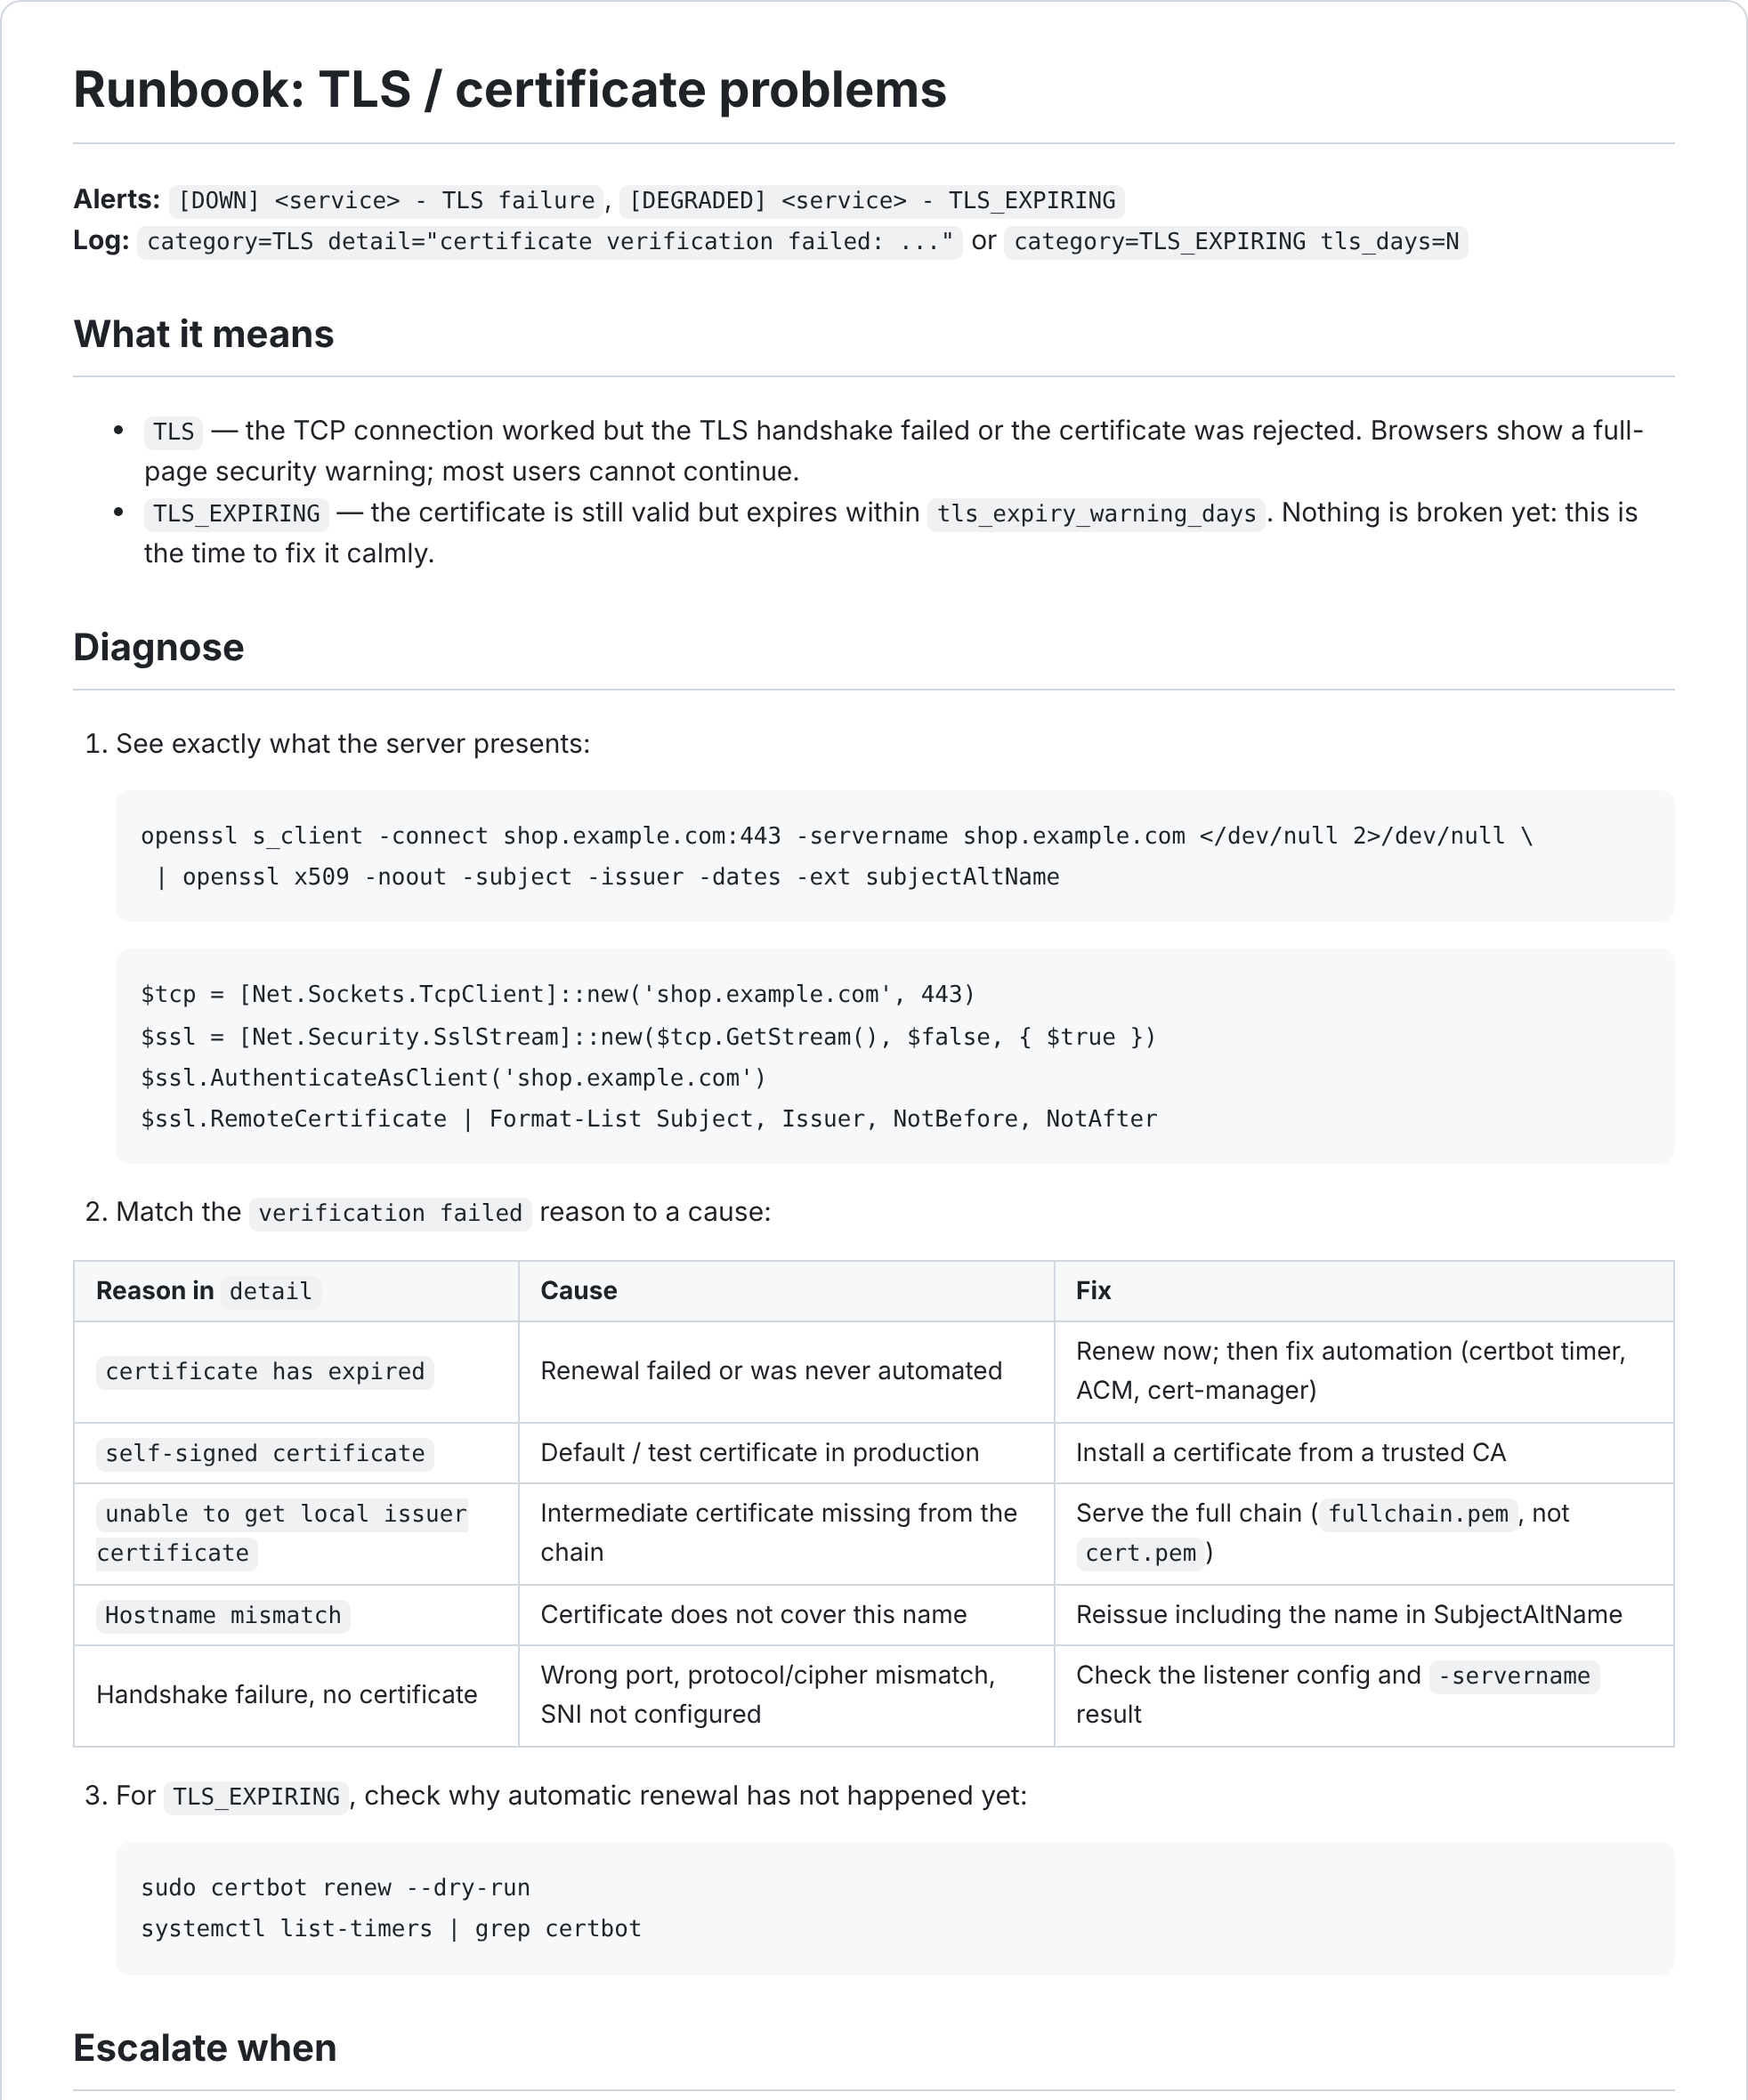 Runbook: TLS / certificate problems
Alerts: [DOWN] <service> - TLS failure, [DEGRADED] <service> - TLS_EXPIRING
Log: category=TLS detail="certificate verification failed: ..." or category=TLS_EXPIRING tls_days=N
What it means
• TLS — the TCP connection worked but the TLS handshake failed or the certificate was rejected. Browsers show a full-
page security warning; most users cannot continue.
• TLS_EXPIRING — the certificate is still valid but expires within tls_expiry_warning_days. Nothing is broken yet: this is
the time to fix it calmly.
Diagnose
1. See exactly what the server presents:
openssl s_client -connect shop.example.com:443 -servername shop.example.com </dev/null 2>/dev/null \
| openssl x509 -noout -subject -issuer -dates -ext subjectAltName
$tcp = [Net.Sockets.TcpClient]::new('shop.example.com', 443)
$ssl = [Net.Security.SslStream]::new($tcp.GetStream(), $false, { $true })
$ssl.AuthenticateAsClient('shop.example.com')
$ssl.RemoteCertificate | Format-List Subject, Issuer, NotBefore, NotAfter
2. Match the verification failed reason to a cause:
Reason in detail
Cause
Fix
certificate has expired
Renewal failed or was never automated
Renew now; then fix automation (certbot timer,
ACM, cert-manager)
self-signed certificate
Default / test certificate in production
Install a certificate from a trusted CA
unable to get local issuer
certificate
Intermediate certificate missing from the
chain
Serve the full chain (fullchain.pem, not
cert.pem)
Hostname mismatch
Certificate does not cover this name
Reissue including the name in SubjectAltName
Handshake failure, no certificate
Wrong port, protocol/cipher mismatch,
SNI not configured
Check the listener config and -servername
result
3. For TLS_EXPIRING, check why automatic renewal has not happened yet:
sudo certbot renew --dry-run
systemctl list-timers | grep certbot
Escalate when